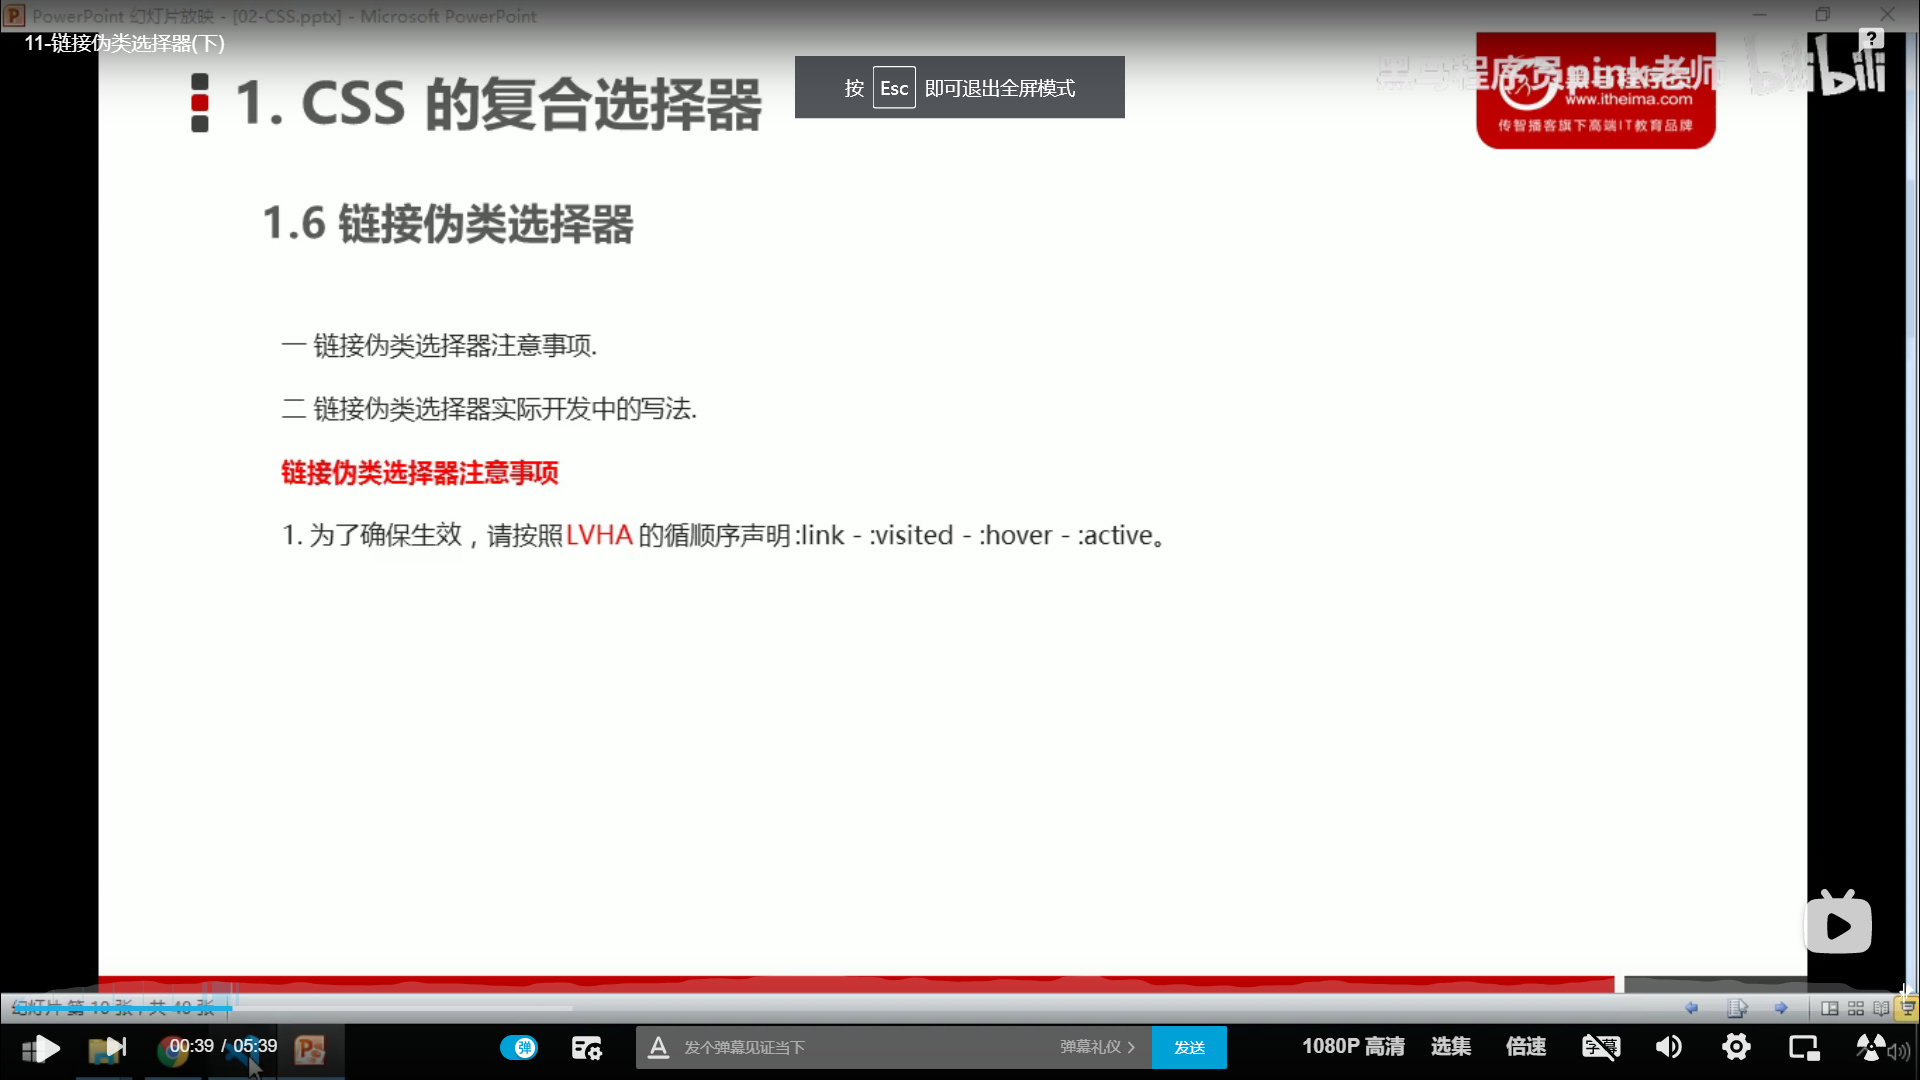 PowerPoint 幻灯片放映 - [02-CSS.pptx] - Microsoft PowerPoint
11-链接伪类选择器(下)
按 Esc 即可退出全屏模式
1. CSS 的复合选择器
黑马程序员pink老师
bilibili
www.itheima.com
传智播客旗下高端IT教育品牌
1.6 链接伪类选择器
一 链接伪类选择器注意事项.
二 链接伪类选择器实际开发中的写法.
链接伪类选择器注意事项
1. 为了确保生效，请按照LVHA 的循顺序声明:link - :visited - :hover - :active。
幻灯片 第 10 张，共 40 张
00:39 / 05:39
弹
发个弹幕见证当下
弹幕礼仪
发送
1080P 高清
选集
倍速
字幕